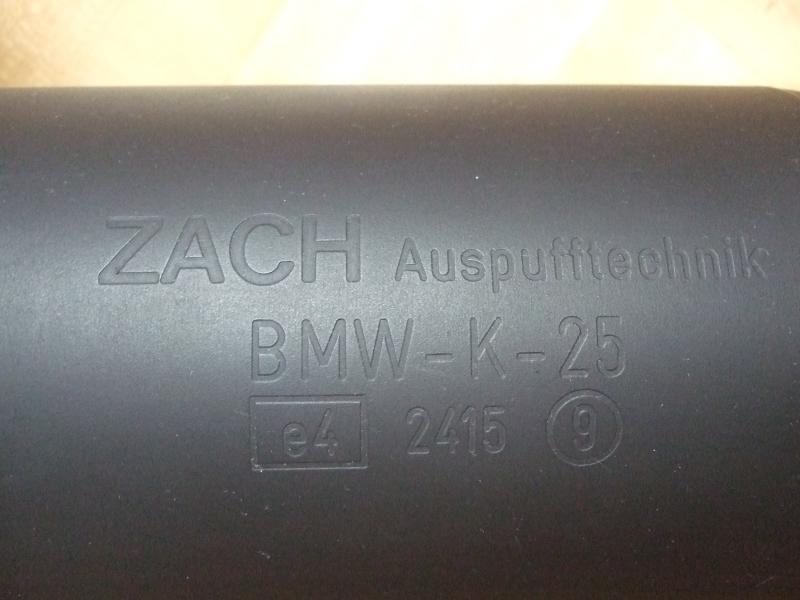 ZACH Auspufftechnik
BMW-K-25
e4 2415 9